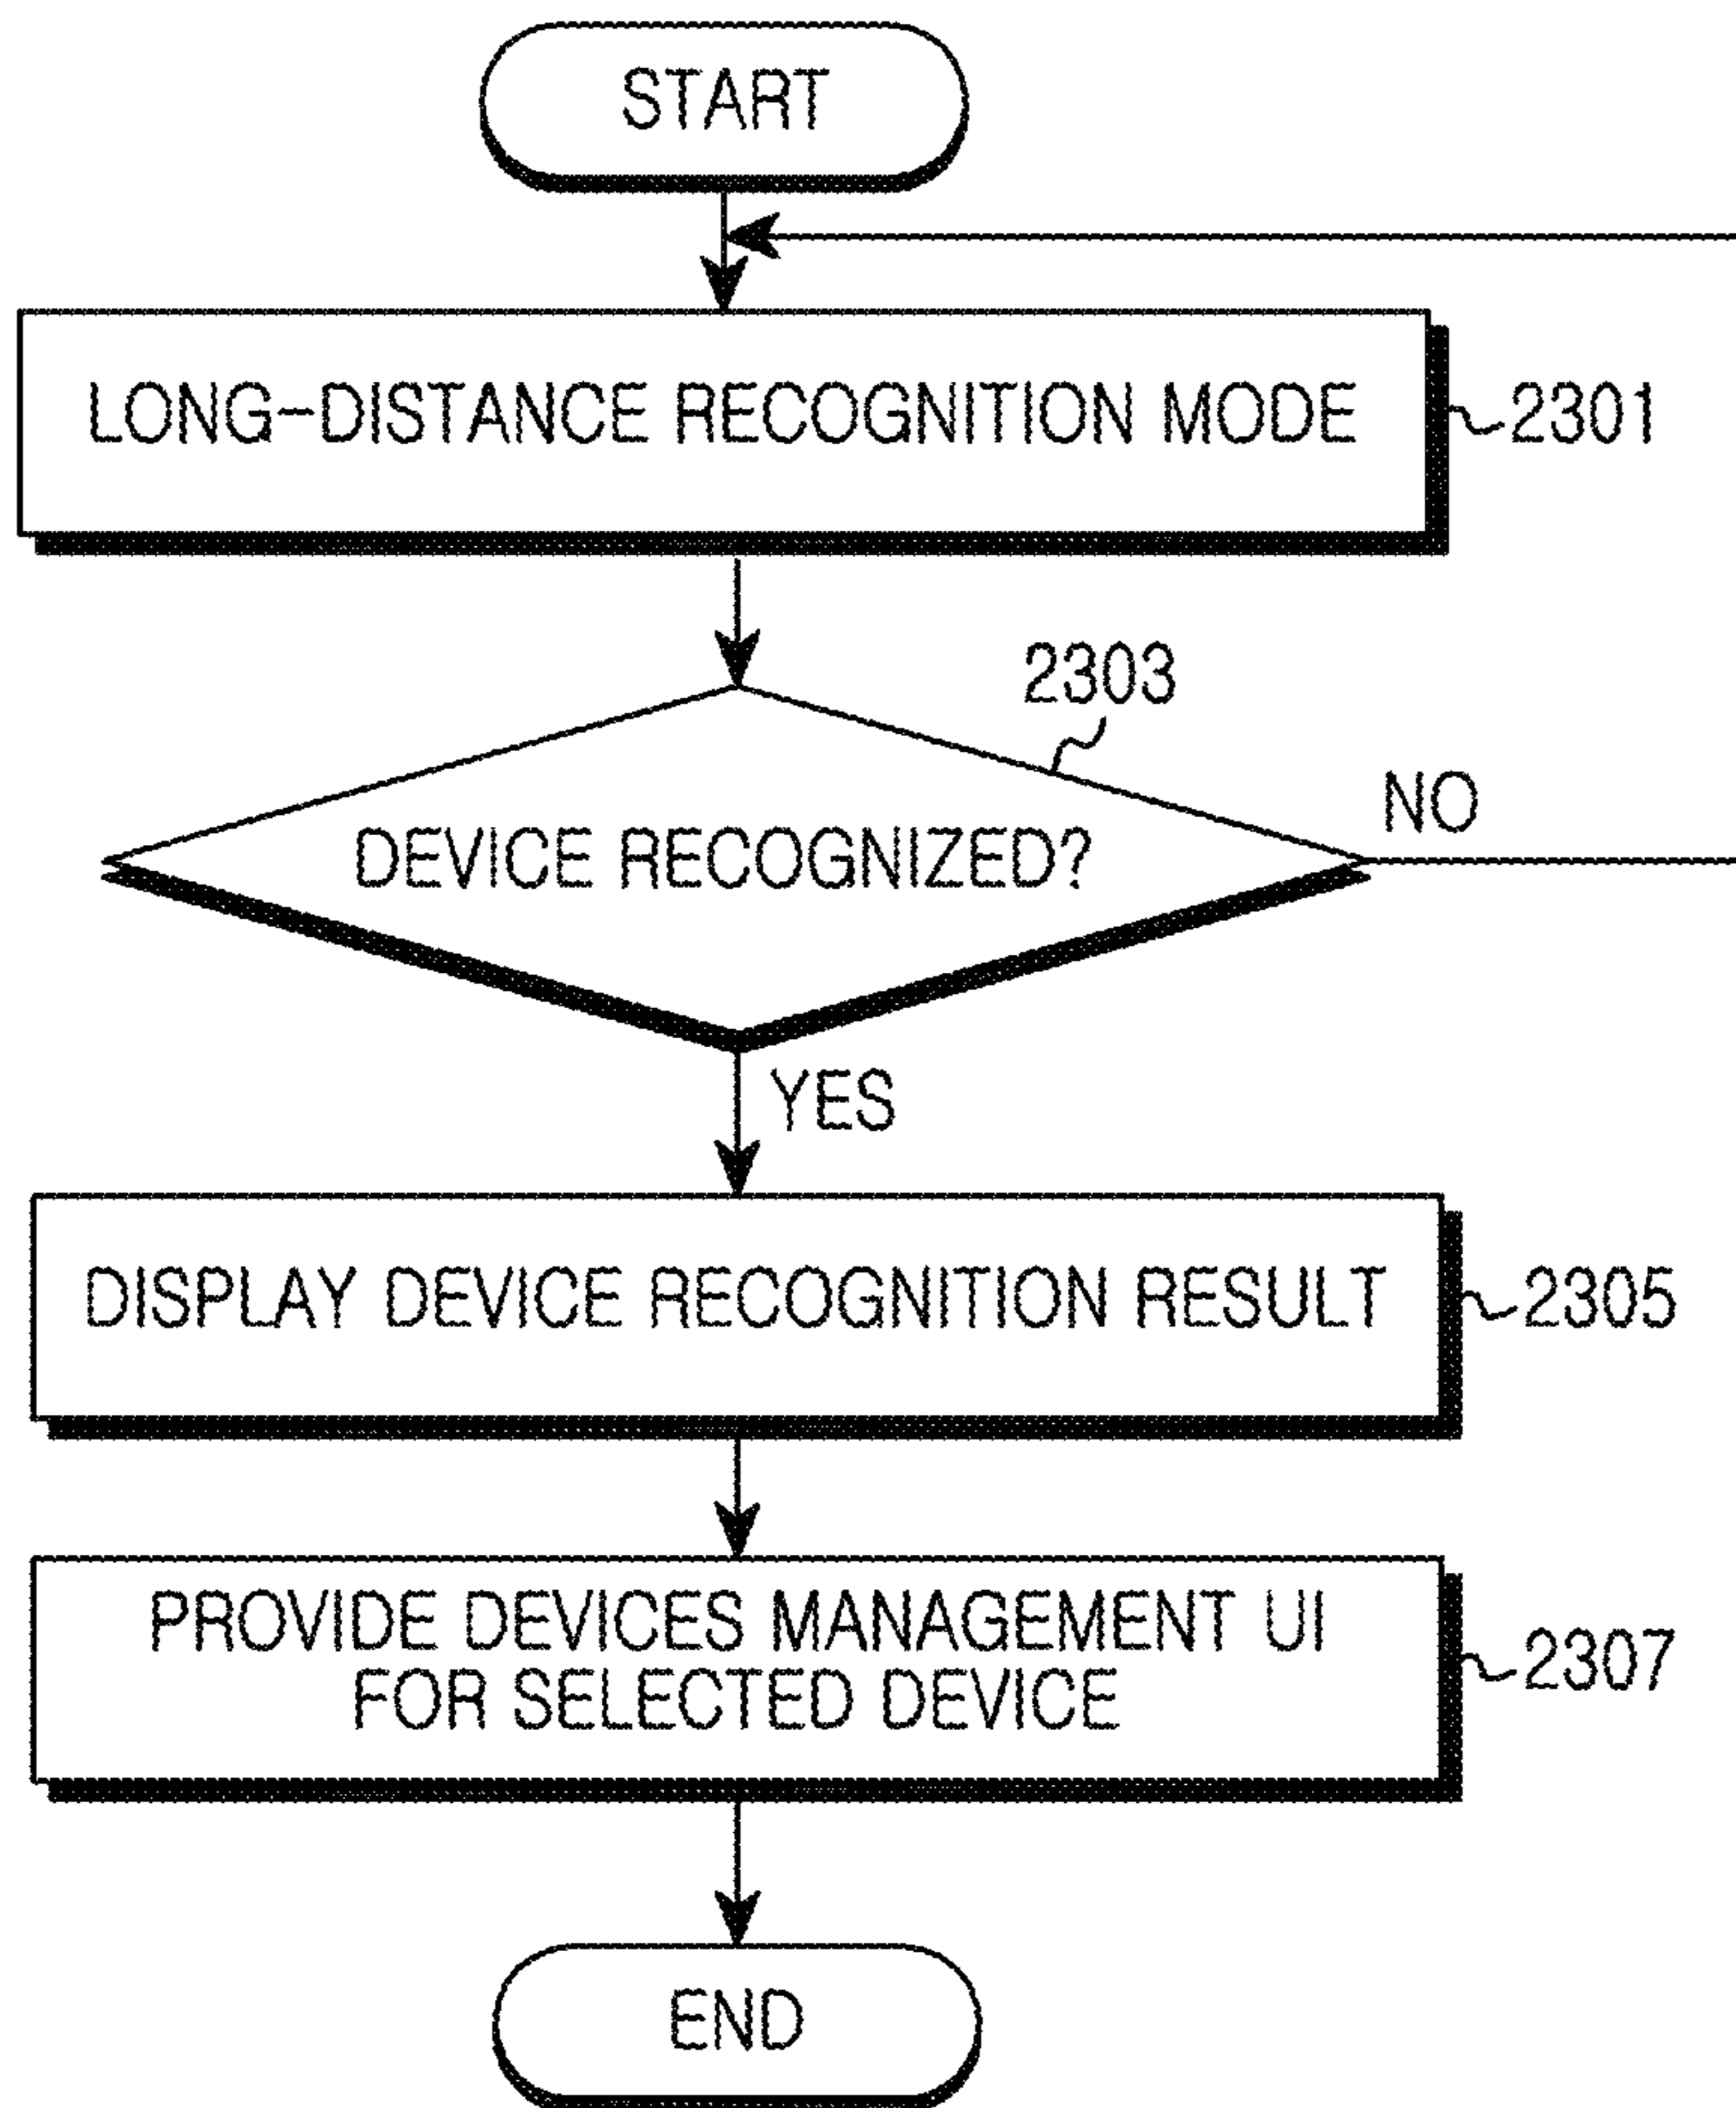 START
LONG-DISTANCE RECOGNITION MODE
2301
2303
DEVICE RECOGNIZED?
NO
YES
DISPLAY DEVICE RECOGNITION RESULT
2305
PROVIDE DEVICES MANAGEMENT UI
FOR SELECTED DEVICE
2307
END